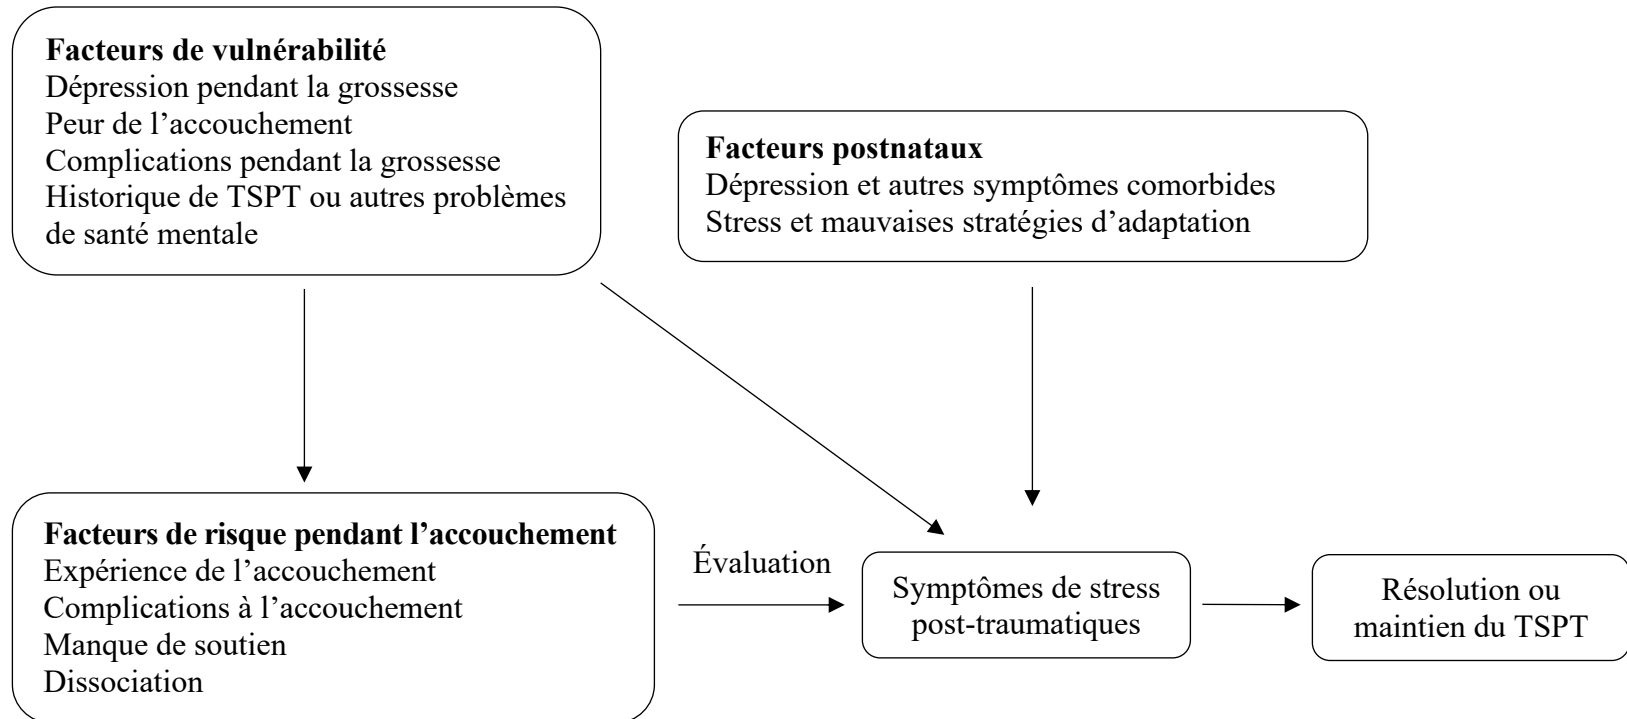 Facteurs de vulnérabilité
Dépression pendant la grossesse
Peur de l’accouchement
Complications pendant la grossesse
Historique de TSPT ou autres problèmes
de santé mentale
Facteurs postnataux
Dépression et autres symptômes comorbides
Stress et mauvaises stratégies d’adaptation
Facteurs de risque pendant l’accouchement
Expérience de l’accouchement
Complications à l’accouchement
Manque de soutien
Dissociation
Évaluation
Symptômes de stress
post-traumatiques
Résolution ou
maintien du TSPT